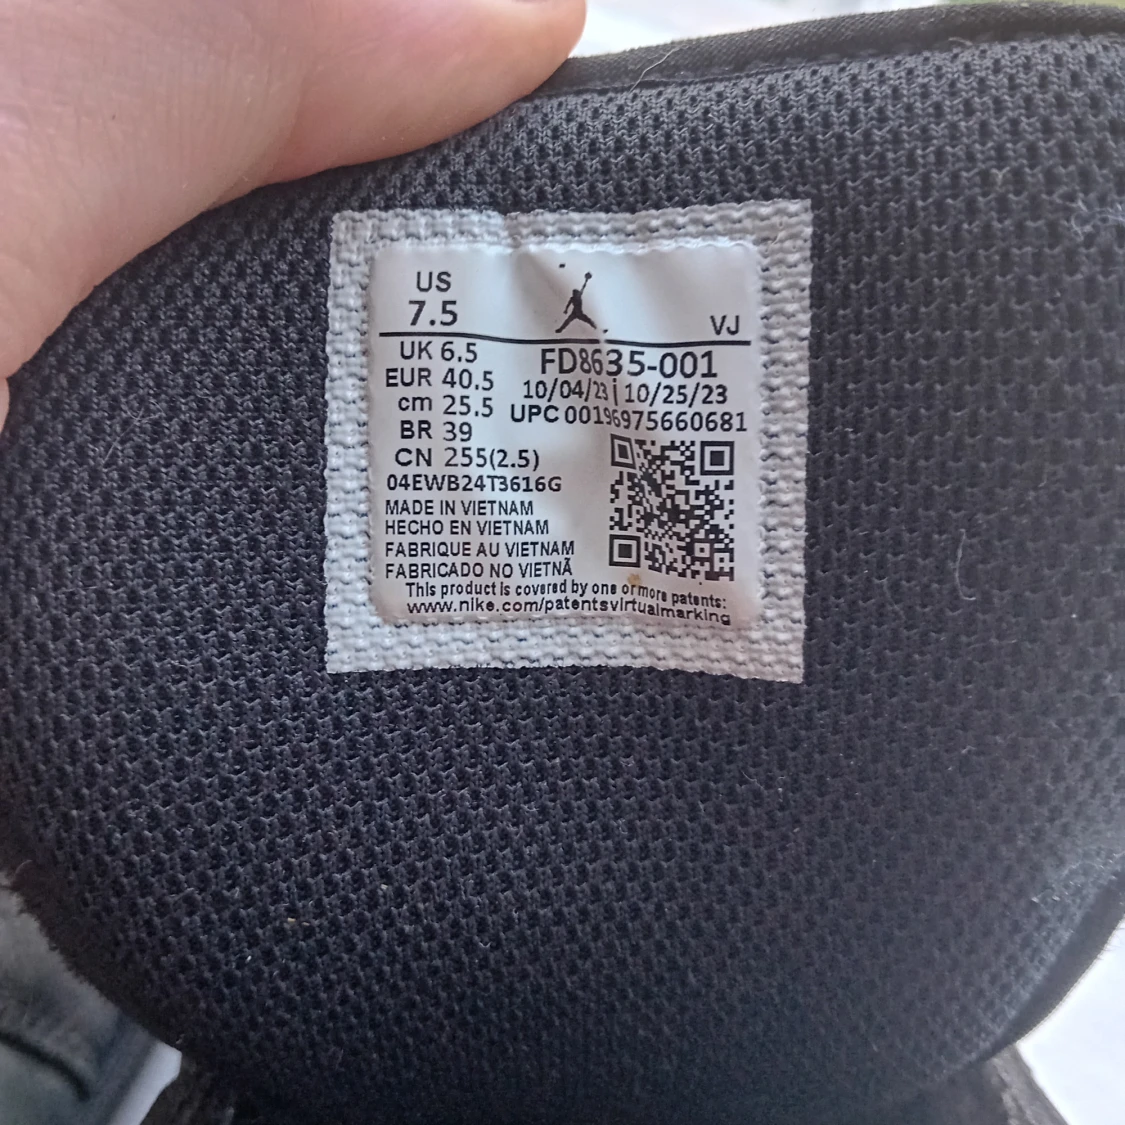 US
7.5
VJ
UK 6.5
FD8635-001
EUR 40.5
10/04/23 | 10/25/23
cm 25.5
UPC 00196975660681
BR 39
CN 255(2.5)
04EWB24T3616G
MADE IN VIETNAM
HECHO EN VIETNAM
FABRIQUE AU VIETNAM
FABRICADO NO VIETNÃ
This product is covered by one or more patents:
www.nike.com/patentsvirtualmarking